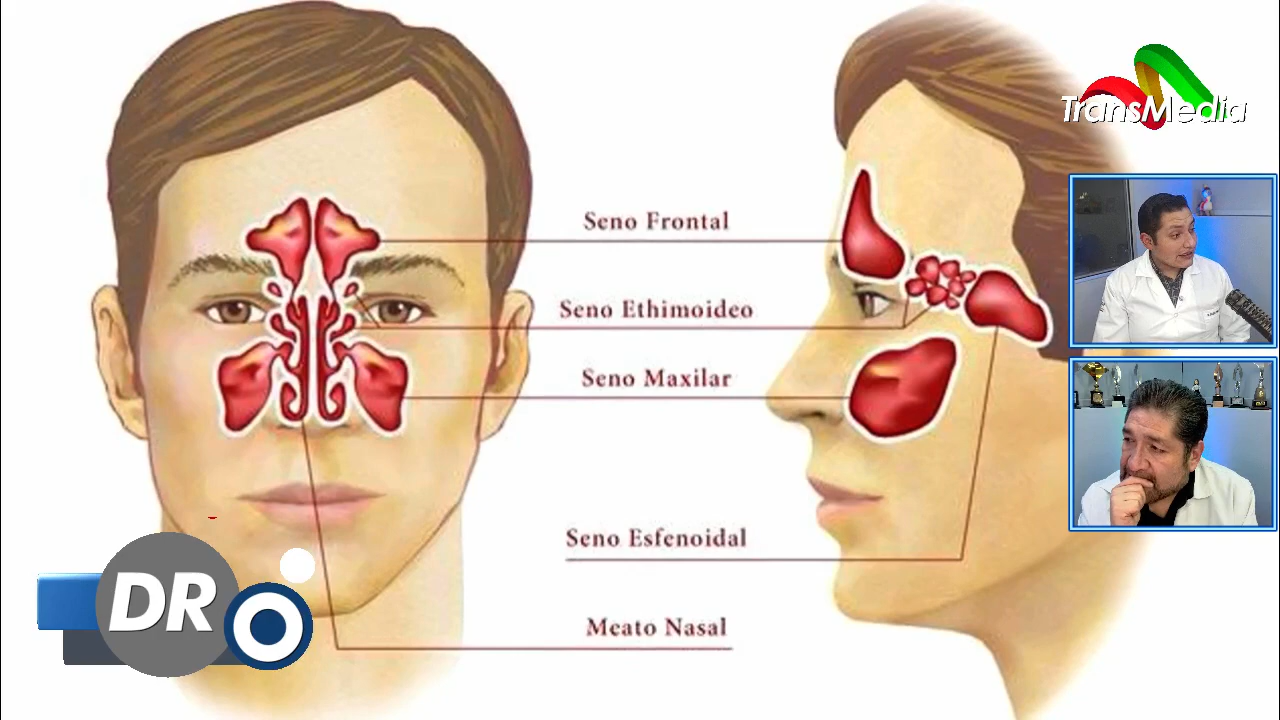 TransMedia
Seno Frontal
Seno Ethimoideo
Seno Maxilar
Seno Esfenoidal
Meato Nasal
DR